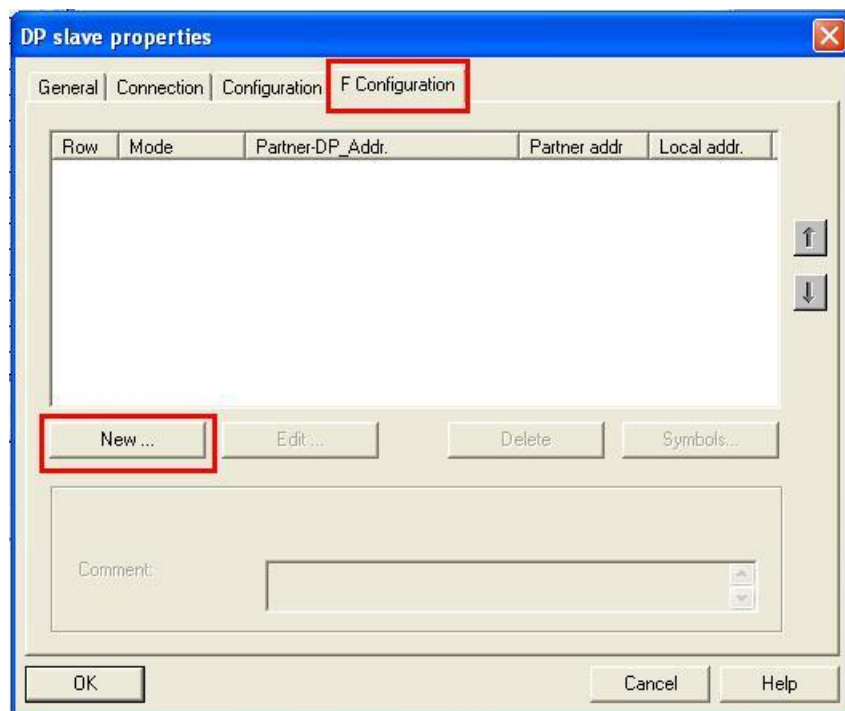 DP slave properties
General Connection Configuration F Configuration
Row Mode Partner-DP_Addr. Partner addr Local addr.
New ... Edit ... Delete Symbols...
Comment:
OK Cancel Help